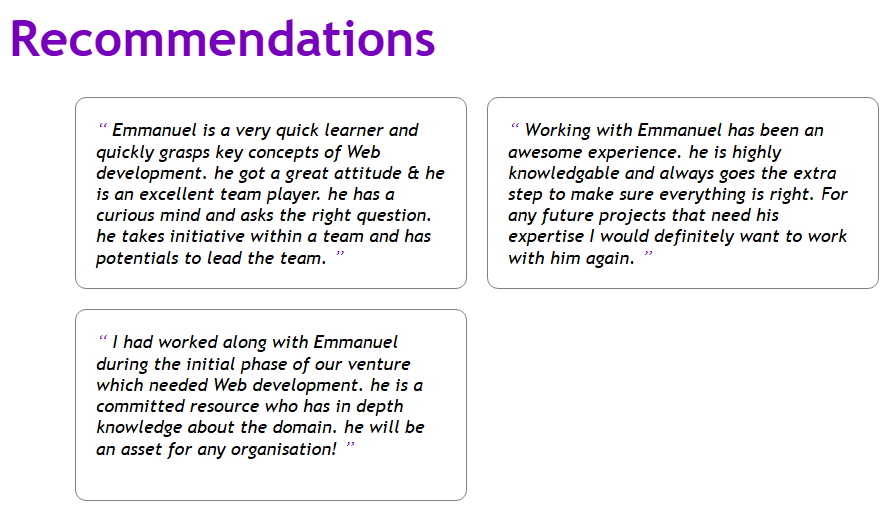 Recommendations
“ Emmanuel is a very quick learner and
quickly grasps key concepts of Web
development. he got a great attitude & he
is an excellent team player. he has a
curious mind and asks the right question.
he takes initiative within a team and has
potentials to lead the team. ”
“ Working with Emmanuel has been an
awesome experience. he is highly
knowledgable and always goes the extra
step to make sure everything is right. For
any future projects that need his
expertise I would definitely want to work
with him again. ”
“ I had worked along with Emmanuel
during the initial phase of our venture
which needed Web development. he is a
committed resource who has in depth
knowledge about the domain. he will be
an asset for any organisation! ”